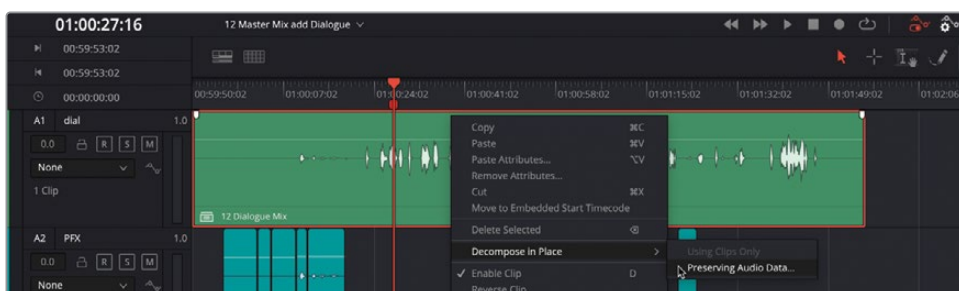 01:00:27:16 12 Master Mix add Dialogue
00:59:53:02
00:59:53:02
00:00:00:00 00:59:50:02 01:00:07:02 01:00:24:02 01:00:41:02 01:00:58:02 01:01:15:02 01:01:32:02 01:01:49:02 01:02:06
A1 dial 1.0
0.0 R S M
None
1 Clip
12 Dialogue Mix
A2 PFX 1.0
0.0 R S M
None
Copy ⌘C
Paste ⌘V
Paste Attributes... ⌥V
Remove Attributes...
Cut ⌘X
Move to Embedded Start Timecode
Delete Selected ⌫
Decompose in Place >
Using Clips Only
Preserving Audio Data...
✓ Enable Clip D
Reverse Clip